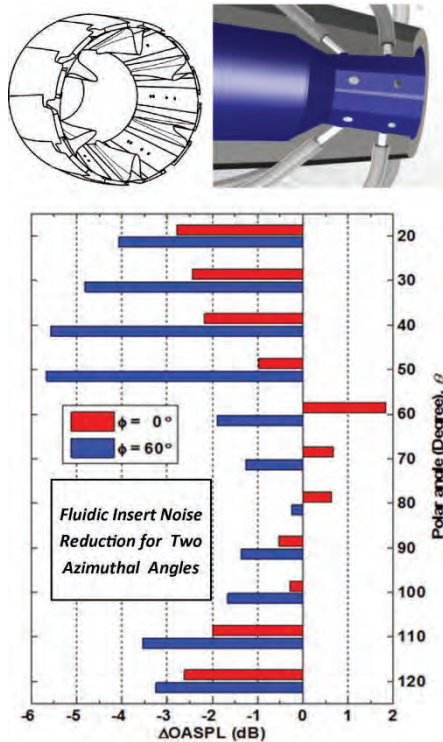 20
30
40
50
60
70
80
90
100
110
120
Polar angle (Degree), θ
ϕ = 0°
ϕ = 60°
Fluidic Insert Noise
Reduction for Two
Azimuthal Angles
-6 -5 -4 -3 -2 -1 0 1 2
ΔOASPL (dB)